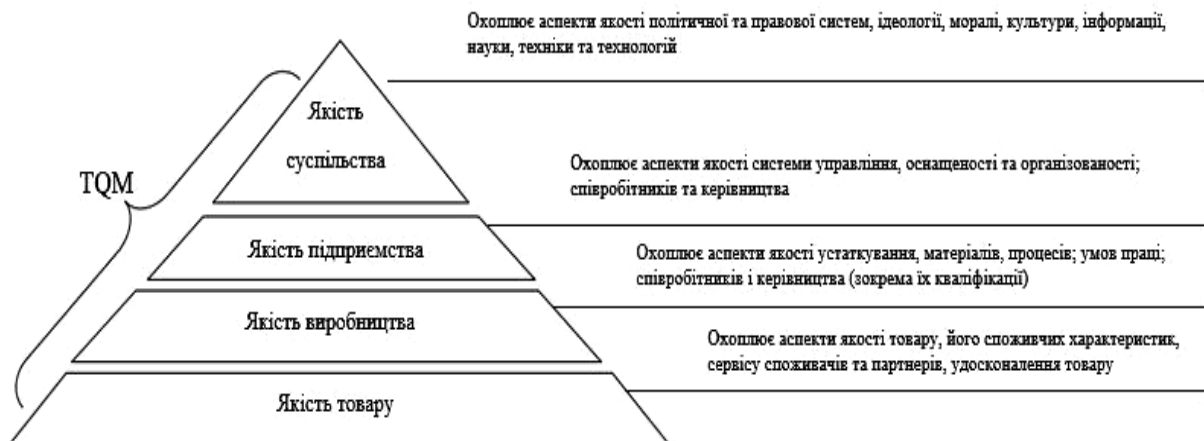 Охоплює аспекти якості політичної та правової систем, ідеології, моралі, культури, інформації,
науки, техніки та технологій
Якість
суспільства
Охоплює аспекти якості системи управління, оснащеності та організованості;
співробітників та керівництва
TQM
Якість підприємства
Охоплює аспекти якості устаткування, матеріалів, процесів; умов праці;
співробітників і керівництва (зокрема їх кваліфікації)
Якість виробництва
Охоплює аспекти якості товару, його споживчих характеристик,
сервісу споживачів та партнерів, удосконалення товару
Якість товару